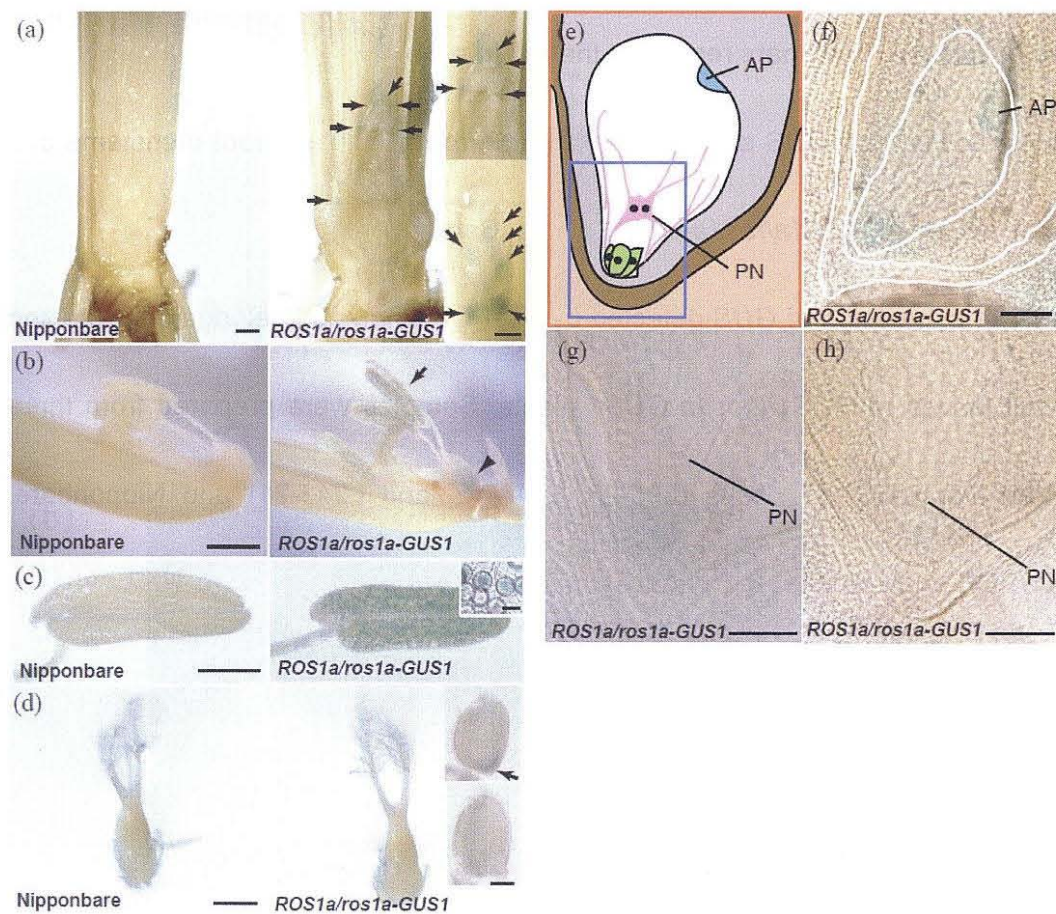 (a)
Nipponbare
ROS1a/ros1a-GUS1
(b)
Nipponbare
ROS1a/ros1a-GUS1
(c)
Nipponbare
ROS1a/ros1a-GUS1
(d)
Nipponbare
ROS1a/ros1a-GUS1
(e)
AP
PN
(f)
AP
ROS1a/ros1a-GUS1
(g)
PN
ROS1a/ros1a-GUS1
(h)
PN
ROS1a/ros1a-GUS1